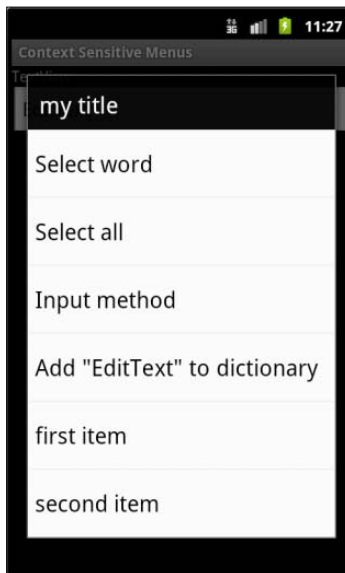 3G 11:27
Context Sensitive Menus
my title
Select word
Select all
Input method
Add "EditText" to dictionary
first item
second item